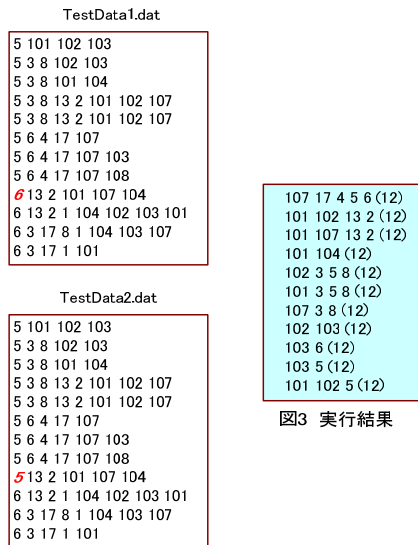 TestData1.dat
5 101 102 103
5 3 8 102 103
5 3 8 101 104
5 3 8 13 2 101 102 107
5 3 8 13 2 101 102 107
5 6 4 17 107
5 6 4 17 107 103
5 6 4 17 107 108
6 13 2 101 107 104
6 13 2 1 104 102 103 101
6 3 17 8 1 104 103 107
6 3 17 1 101
TestData2.dat
5 101 102 103
5 3 8 102 103
5 3 8 101 104
5 3 8 13 2 101 102 107
5 3 8 13 2 101 102 107
5 6 4 17 107
5 6 4 17 107 103
5 6 4 17 107 108
5 13 2 101 107 104
6 13 2 1 104 102 103 101
6 3 17 8 1 104 103 107
6 3 17 1 101
107 17 4 5 6 (12)
101 102 13 2 (12)
101 107 13 2 (12)
101 104 (12)
102 3 5 8 (12)
101 3 5 8 (12)
107 3 8 (12)
102 103 (12)
103 6 (12)
103 5 (12)
101 102 5 (12)
図3 実行結果